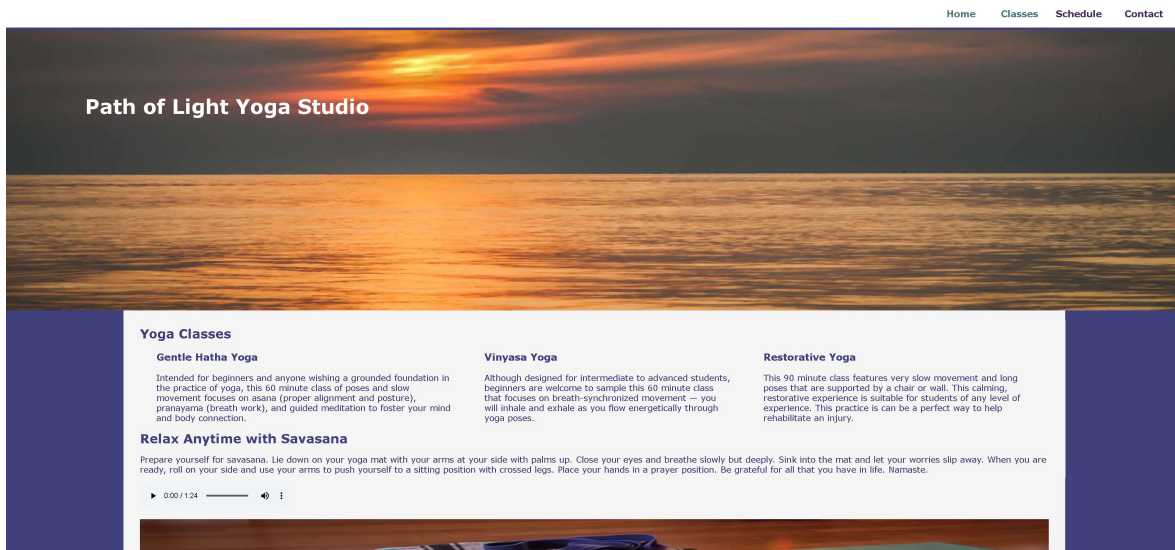 Home Classes Schedule Contact
Path of Light Yoga Studio
Yoga Classes
Gentle Hatha Yoga
Intended for beginners and anyone wishing a grounded foundation in
the practice of yoga, this 60 minute class of poses and slow
movement focuses on asana (proper alignment and posture),
pranayama (breath work), and guided meditation to foster your mind
and body connection.
Vinyasa Yoga
Although designed for intermediate to advanced students,
beginners are welcome to sample this 60 minute class
that focuses on breath-synchronized movement — you
will inhale and exhale as you flow energetically through
yoga poses.
Restorative Yoga
This 90 minute class features very slow movement and long
poses that are supported by a chair or wall. This calming,
restorative experience is suitable for students of any level of
experience. This practice is can be a perfect way to help
rehabilitate an injury.
Relax Anytime with Savasana
Prepare yourself for savasana. Lie down on your yoga mat with your arms at your side with palms up. Close your eyes and breathe slowly but deeply. Sink into the mat and let your worries slip away. When you are
ready, roll on your side and use your arms to push yourself to a sitting position with crossed legs. Place your hands in a prayer position. Be grateful for all that you have in life. Namaste.
0:00 / 1:24